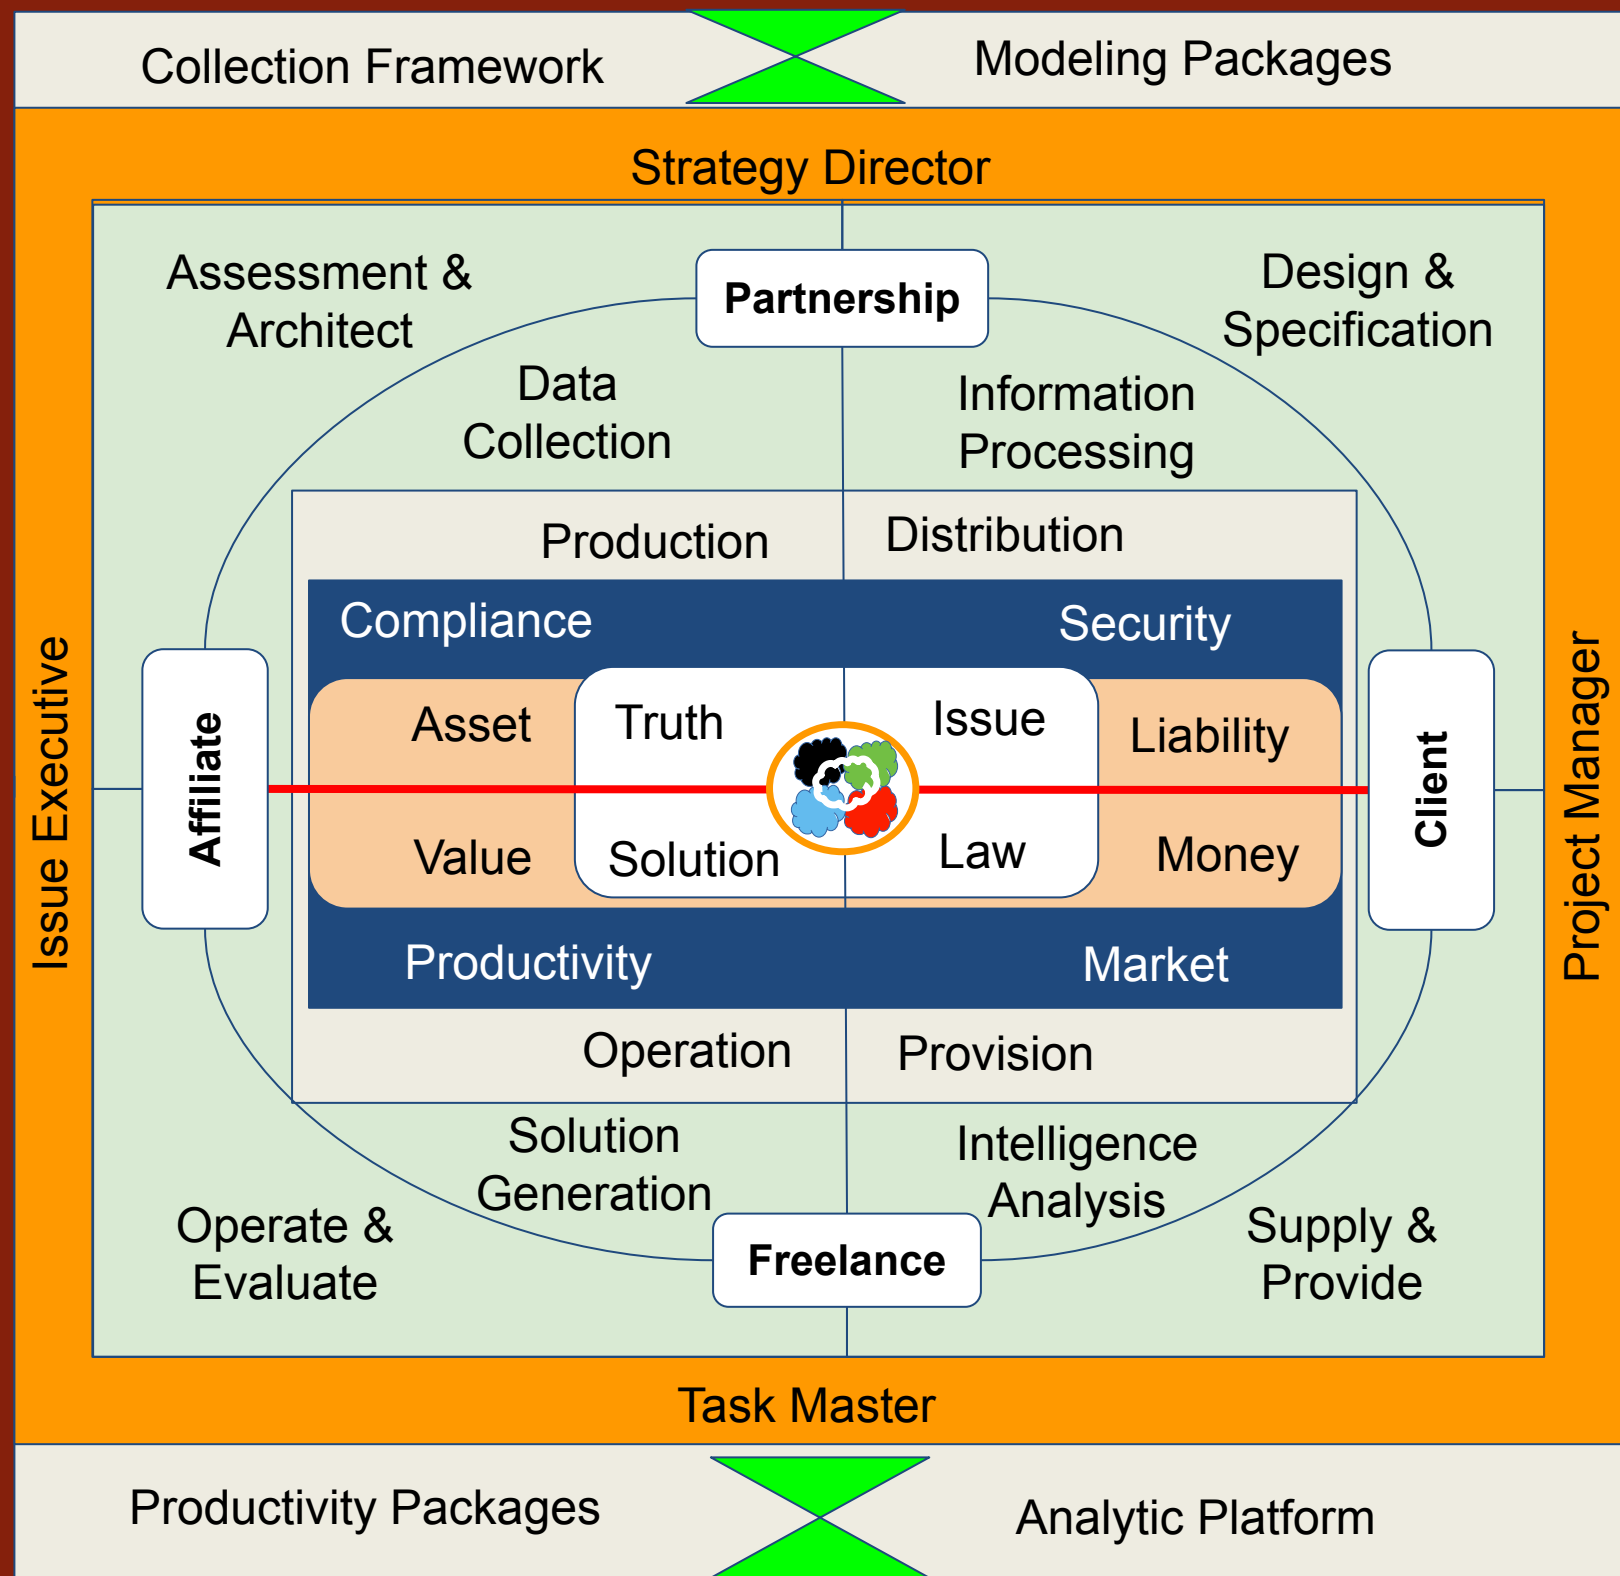 Collection Framework
Modeling Packages
Strategy Director
Assessment &
Architect
Partnership
Design &
Specification
Data
Collection
Information
Processing
Production
Distribution
Compliance
Security
Issue Executive
Affiliate
Asset
Truth
Issue
Liability
Value
Solution
Law
Money
Client
Project Manager
Productivity
Market
Operation
Provision
Solution
Generation
Intelligence
Analysis
Operate &
Evaluate
Freelance
Supply &
Provide
Task Master
Productivity Packages
Analytic Platform